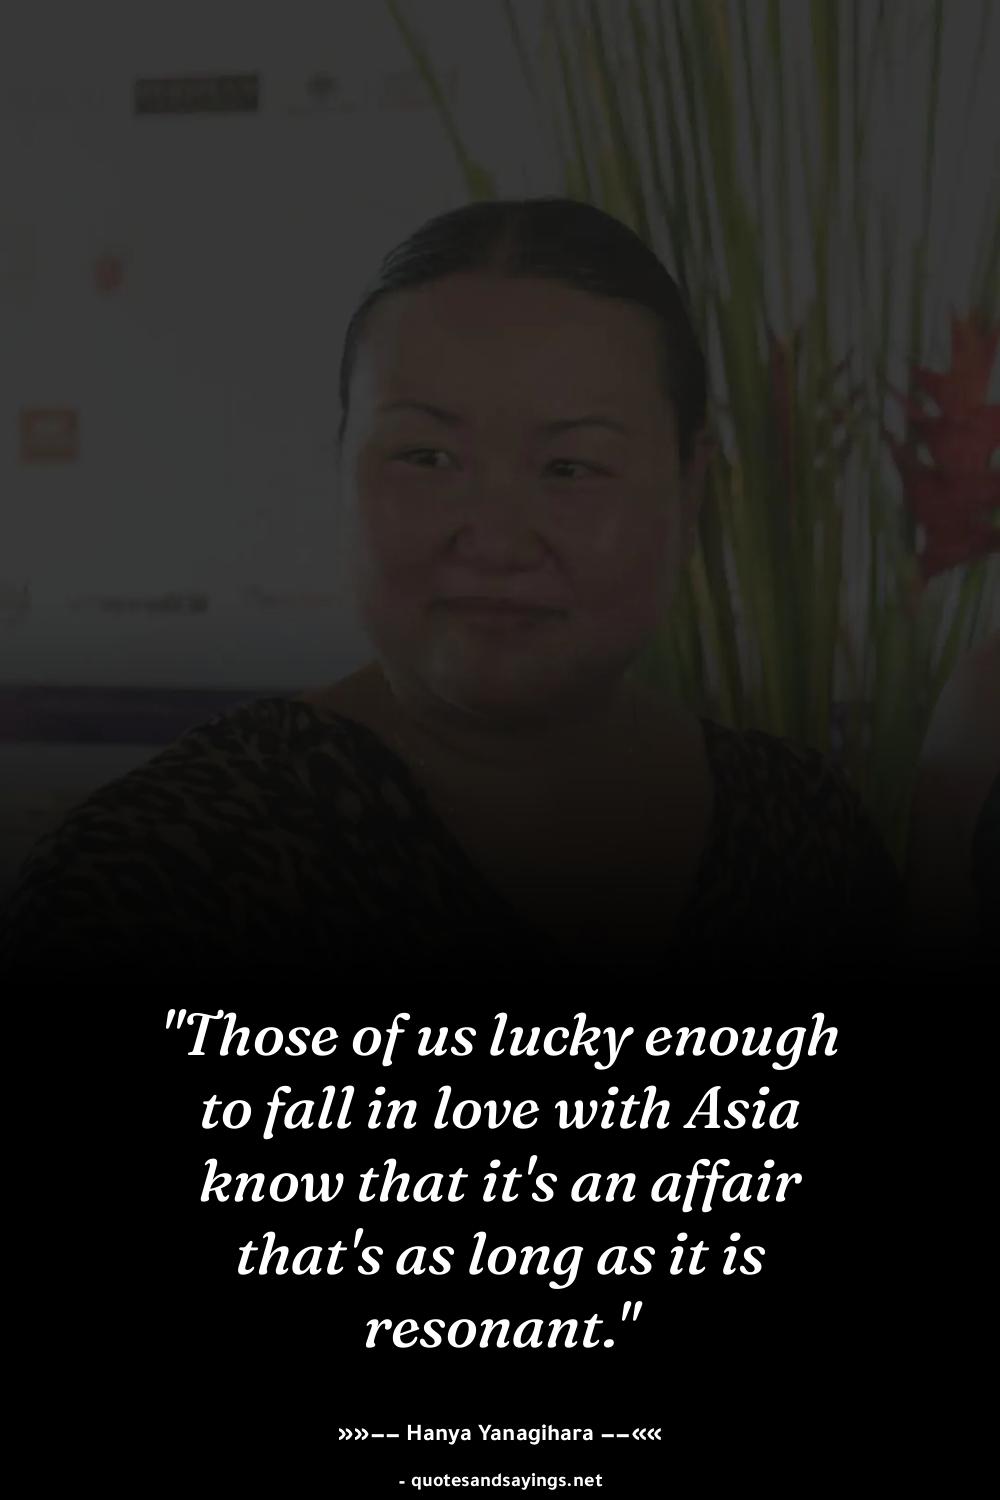 "Those of us lucky enough
to fall in love with Asia
know that it's an affair
that's as long as it is
resonant."
»»–– Hanya Yanagihara ––««
- quotesandsayings.net